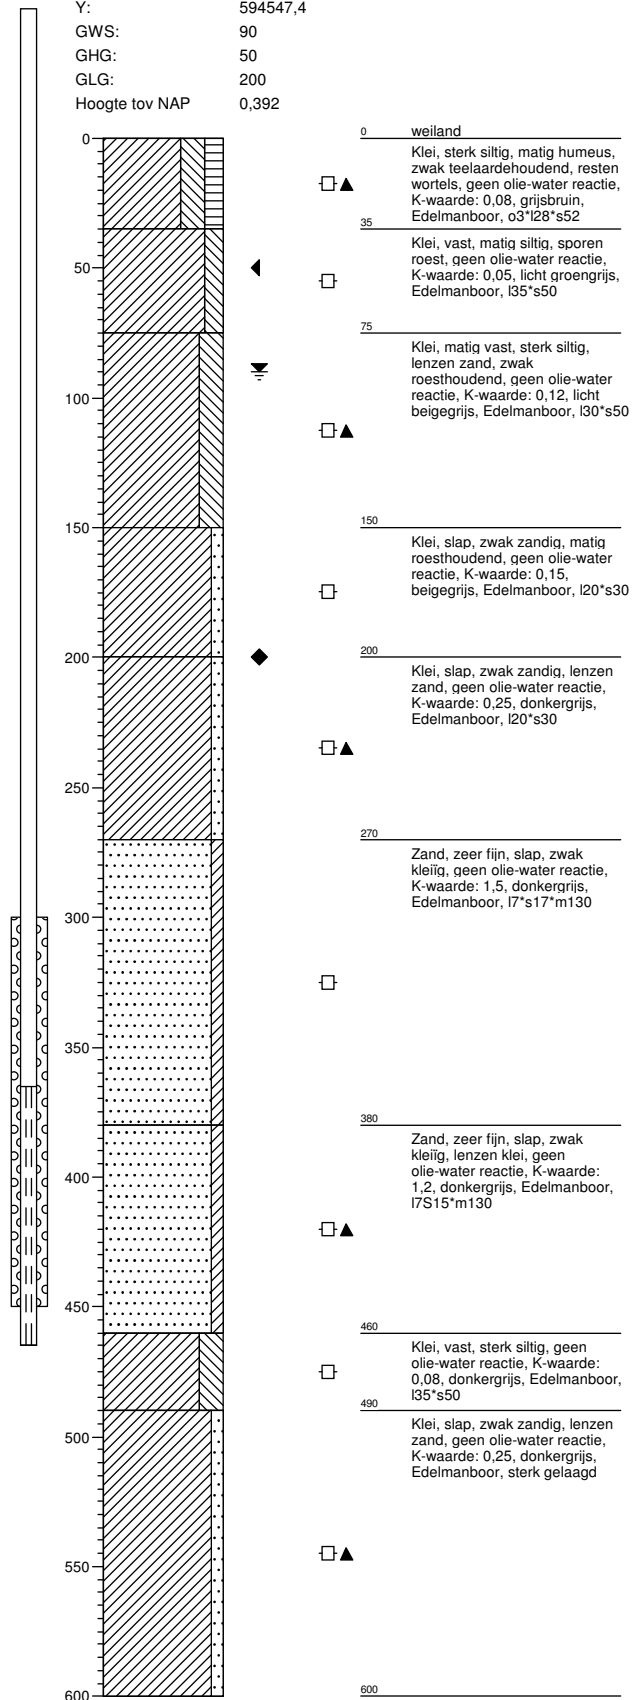 Y: 594547,4
GWS: 90
GHG: 50
GLG: 200
Hoogte tov NAP 0,392
0
0 weiland
Klei, sterk siltig, matig humeus,
zwak teelaardehoudend, resten
wortels, geen olie-water reactie,
K-waarde: 0,08, grijsbruin,
Edelmanboor, o3*l28*s52
35
Klei, vast, matig siltig, sporen
roest, geen olie-water reactie,
K-waarde: 0,05, licht groengrijs,
Edelmanboor, l35*s50
50
75
Klei, matig vast, sterk siltig,
lenzen zand, zwak
roesthoudend, geen olie-water
reactie, K-waarde: 0,12, licht
beigegrijs, Edelmanboor, l30*s50
100
150
150
Klei, slap, zwak zandig, matig
roesthoudend, geen olie-water
reactie, K-waarde: 0,15,
beigegrijs, Edelmanboor, l20*s30
200
200
Klei, slap, zwak zandig, lenzen
zand, geen olie-water reactie,
K-waarde: 0,25, donkergrijs,
Edelmanboor, l20*s30
250
270
Zand, zeer fijn, slap, zwak
kleiïg, geen olie-water reactie,
K-waarde: 1,5, donkergrijs,
Edelmanboor, l7*s17*m130
300
350
380
Zand, zeer fijn, slap, zwak
kleiïg, lenzen klei, geen
olie-water reactie, K-waarde:
1,2, donkergrijs, Edelmanboor,
l7S15*m130
400
450
460
Klei, vast, sterk siltig, geen
olie-water reactie, K-waarde:
0,08, donkergrijs, Edelmanboor,
l35*s50
490
Klei, slap, zwak zandig, lenzen
zand, geen olie-water reactie,
K-waarde: 0,25, donkergrijs,
Edelmanboor, sterk gelaagd
500
550
600
600